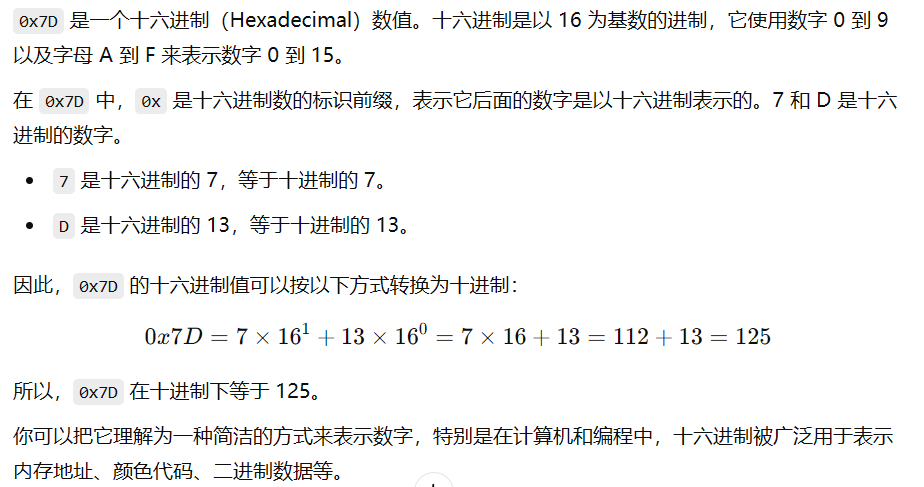 0x7D 是一个十六进制（Hexadecimal）数值。十六进制是以 16 为基数的进制，它使用数字 0 到 9
以及字母 A 到 F 来表示数字 0 到 15。
在 0x7D 中，0x 是十六进制数的标识前缀，表示它后面的数字是以十六进制表示的。7 和 D 是十六
进制的数字。
• 7 是十六进制的 7，等于十进制的 7。
• D 是十六进制的 13，等于十进制的 13。
因此，0x7D 的十六进制值可以按以下方式转换为十进制：
0x7D = 7 × 16¹ + 13 × 16⁰ = 7 × 16 + 13 = 112 + 13 = 125
所以，0x7D 在十进制下等于 125。
你可以把它理解为一种简洁的方式来表示数字，特别是在计算机和编程中，十六进制被广泛用于表示
内存地址、颜色代码、二进制数据等。